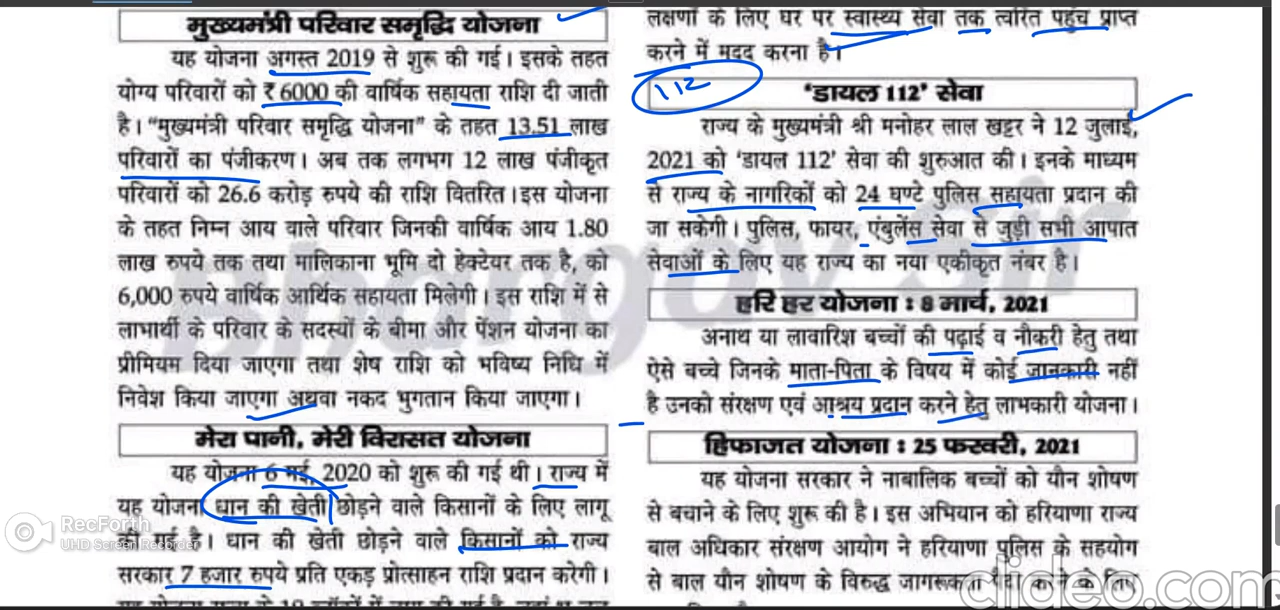 मुख्यमंत्री परिवार समृद्धि योजना
यह योजना अगस्त 2019 से शुरू की गई। इसके तहत
योग्य परिवारों को ₹ 6000 की वार्षिक सहायता राशि दी जाती
है। "मुख्यमंत्री परिवार समृद्धि योजना" के तहत 13.51 लाख
परिवारों का पंजीकरण। अब तक लगभग 12 लाख पंजीकृत
परिवारों को 26.6 करोड़ रुपये की राशि वितरित। इस योजना
के तहत निम्न आय वाले परिवार जिनकी वार्षिक आय 1.80
लाख रुपये तक तथा मालिकाना भूमि दो हेक्टेयर तक है, को
6,000 रुपये वार्षिक आर्थिक सहायता मिलेगी। इस राशि में से
लाभार्थी के परिवार के सदस्यों के बीमा और पेंशन योजना का
प्रीमियम दिया जाएगा तथा शेष राशि को भविष्य निधि में
निवेश किया जाएगा अथवा नकद भुगतान किया जाएगा।
मेरा पानी, मेरी विरासत योजना
यह योजना 6 मई, 2020 को शुरू की गई थी। राज्य में
यह योजना धान की खेती छोड़ने वाले किसानों के लिए लागू
की गई है। धान की खेती छोड़ने वाले किसानों को राज्य
सरकार 7 हजार रुपये प्रति एकड़ प्रोत्साहन राशि प्रदान करेगी।
लक्षणों के लिए घर पर स्वास्थ्य सेवा तक त्वरित पहुंच प्राप्त
करने में मदद करना है।
112
'डायल 112' सेवा
राज्य के मुख्यमंत्री श्री मनोहर लाल खट्टर ने 12 जुलाई,
2021 को 'डायल 112' सेवा की शुरुआत की। इनके माध्यम
से राज्य के नागरिकों को 24 घण्टे पुलिस सहायता प्रदान की
जा सकेगी। पुलिस, फायर, एंबुलेंस सेवा से जुड़ी सभी आपात
सेवाओं के लिए यह राज्य का नया एकीकृत नंबर है।
हरि हर योजना : 8 मार्च, 2021
अनाथ या लावारिश बच्चों की पढ़ाई व नौकरी हेतु तथा
ऐसे बच्चे जिनके माता-पिता के विषय में कोई जानकारी नहीं
है उनको संरक्षण एवं आश्रय प्रदान करने हेतु लाभकारी योजना।
हिफाजत योजना : 25 फरवरी, 2021
यह योजना सरकार ने नाबालिक बच्चों को यौन शोषण
से बचाने के लिए शुरू की है। इस अभियान को हरियाणा राज्य
बाल अधिकार संरक्षण आयोग ने हरियाणा पुलिस के सहयोग
से बाल यौन शोषण के विरुद्ध जागरूकता पैदा करने के लिए
Bhargav Sir
RecForth
UHD Screen Recorder
clideo.com